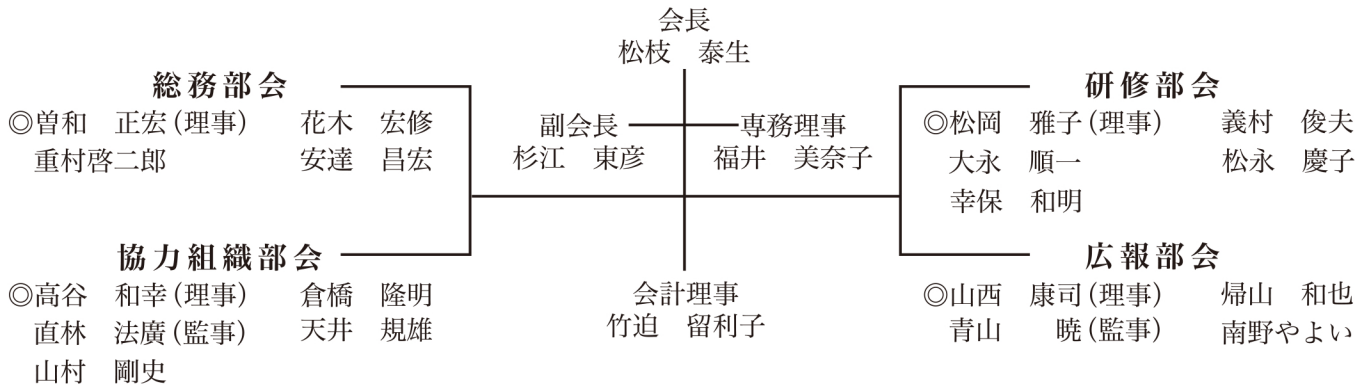 会長
松枝　泰生
副会長
杉江　東彦
専務理事
福井　美奈子
会計理事
竹迫　留利子
総務部会
◎曽和　正宏(理事)　花木　宏修
重村啓二郎　安達　昌宏
協力組織部会
◎高谷　和幸(理事)　倉橋　隆明
直林　法廣(監事)　天井　規雄
山村　剛史
研修部会
◎松岡　雅子(理事)　義村　俊夫
大永　順一　松永　慶子
幸保　和明
広報部会
◎山西　康司(理事)　帰山　和也
青山　暁(監事)　南野やよい